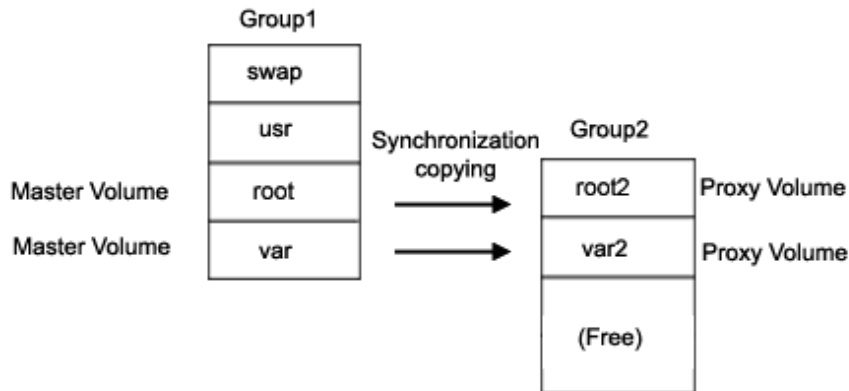 Group1
swap
usr
Synchronization
copying
Group2
Master Volume
root
root2
Proxy Volume
Master Volume
var
var2
Proxy Volume
(Free)